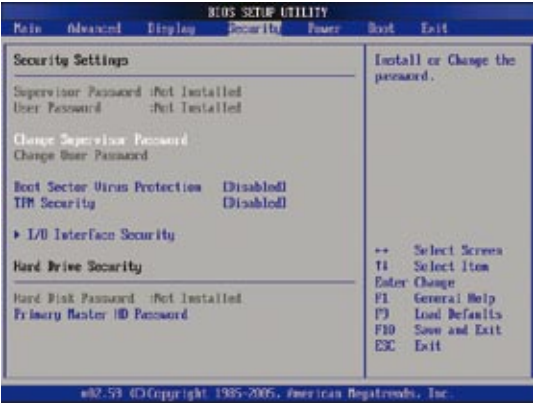 BIOS SETUP UTILITY
Main Advanced Display Security Power Boot Exit
Security Settings
Supervisor Password :Not Installed
User Password :Not Installed
Change Supervisor Password
Change User Password
Boot Sector Virus Protection [Disabled]
TPM Security [Disabled]
I/O Interface Security
Hard Drive Security
Hard Disk Password :Not Installed
Primary Master HD Password
Install or Change the
password.
↔ Select Screen
↑↓ Select Item
Enter Change
F1 General Help
F9 Load Defaults
F10 Save and Exit
ESC Exit
v02.59 (C)Copyright 1985-2005, American Megatrends, Inc.